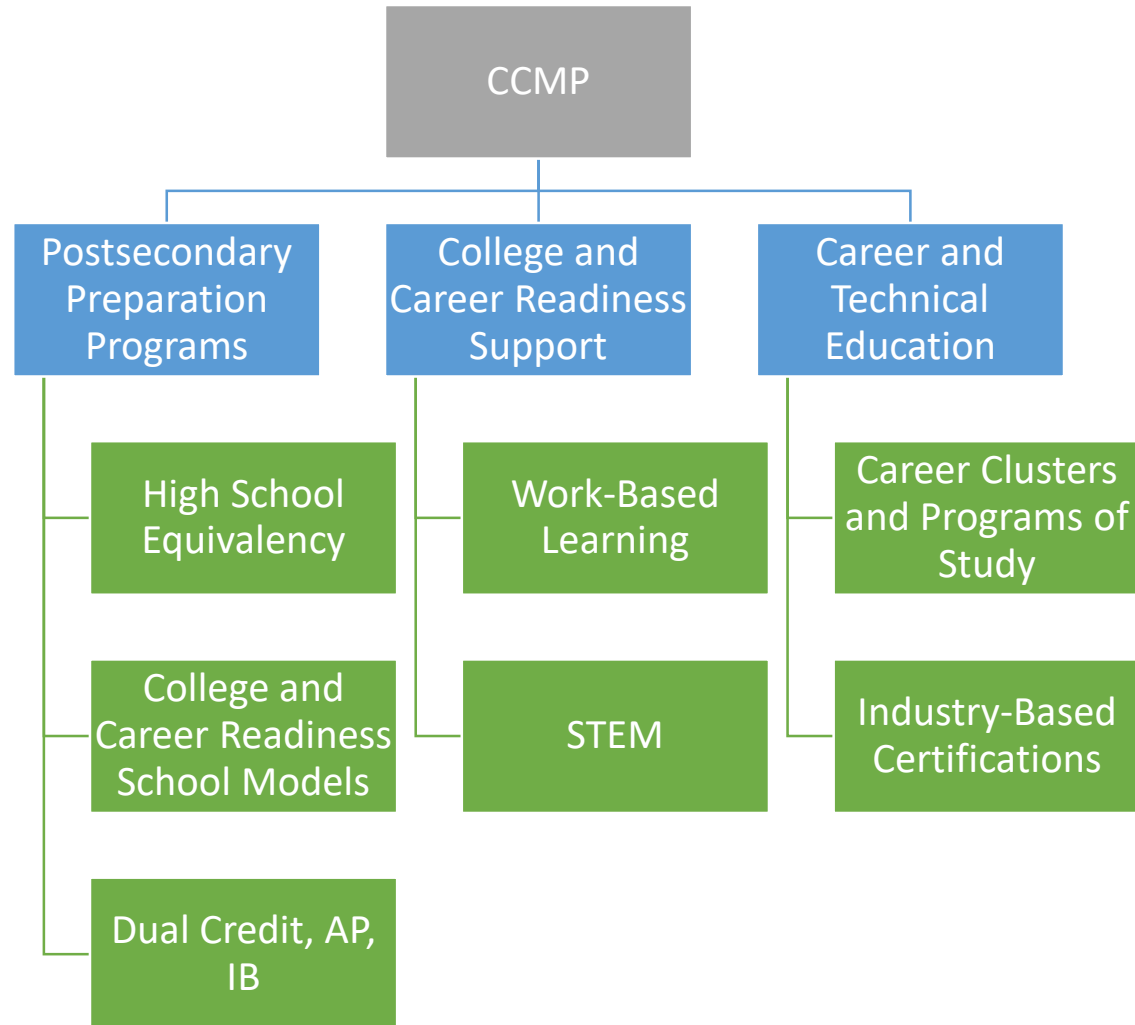 CCMP
Postsecondary
Preparation
Programs
College and
Career Readiness
Support
Career and
Technical
Education
High School
Equivalency
Work-Based
Learning
Career Clusters
and Programs of
Study
College and
Career Readiness
School Models
STEM
Industry-Based
Certifications
Dual Credit, AP,
IB